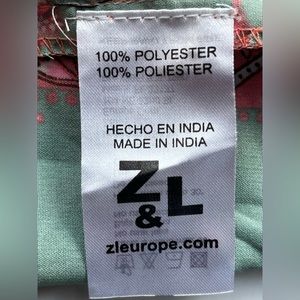 100% POLYESTER
100% POLIESTER
HECHO EN INDIA
MADE IN INDIA
Z
&
L
zleurope.com